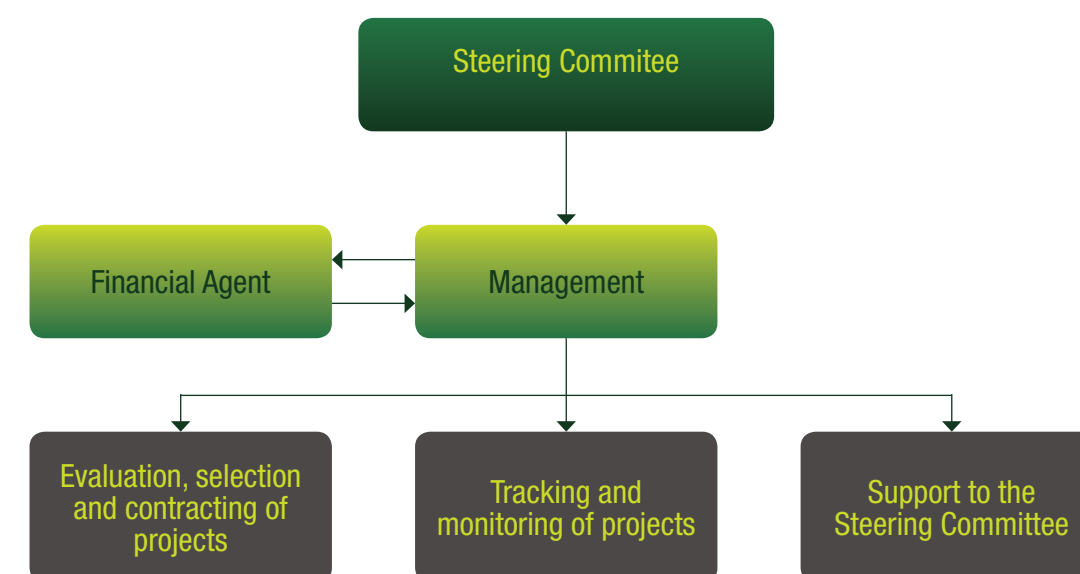 Steering Commitee
Financial Agent
Management
Evaluation, selection
and contracting of
projects
Tracking and
monitoring of projects
Support to the
Steering Committee